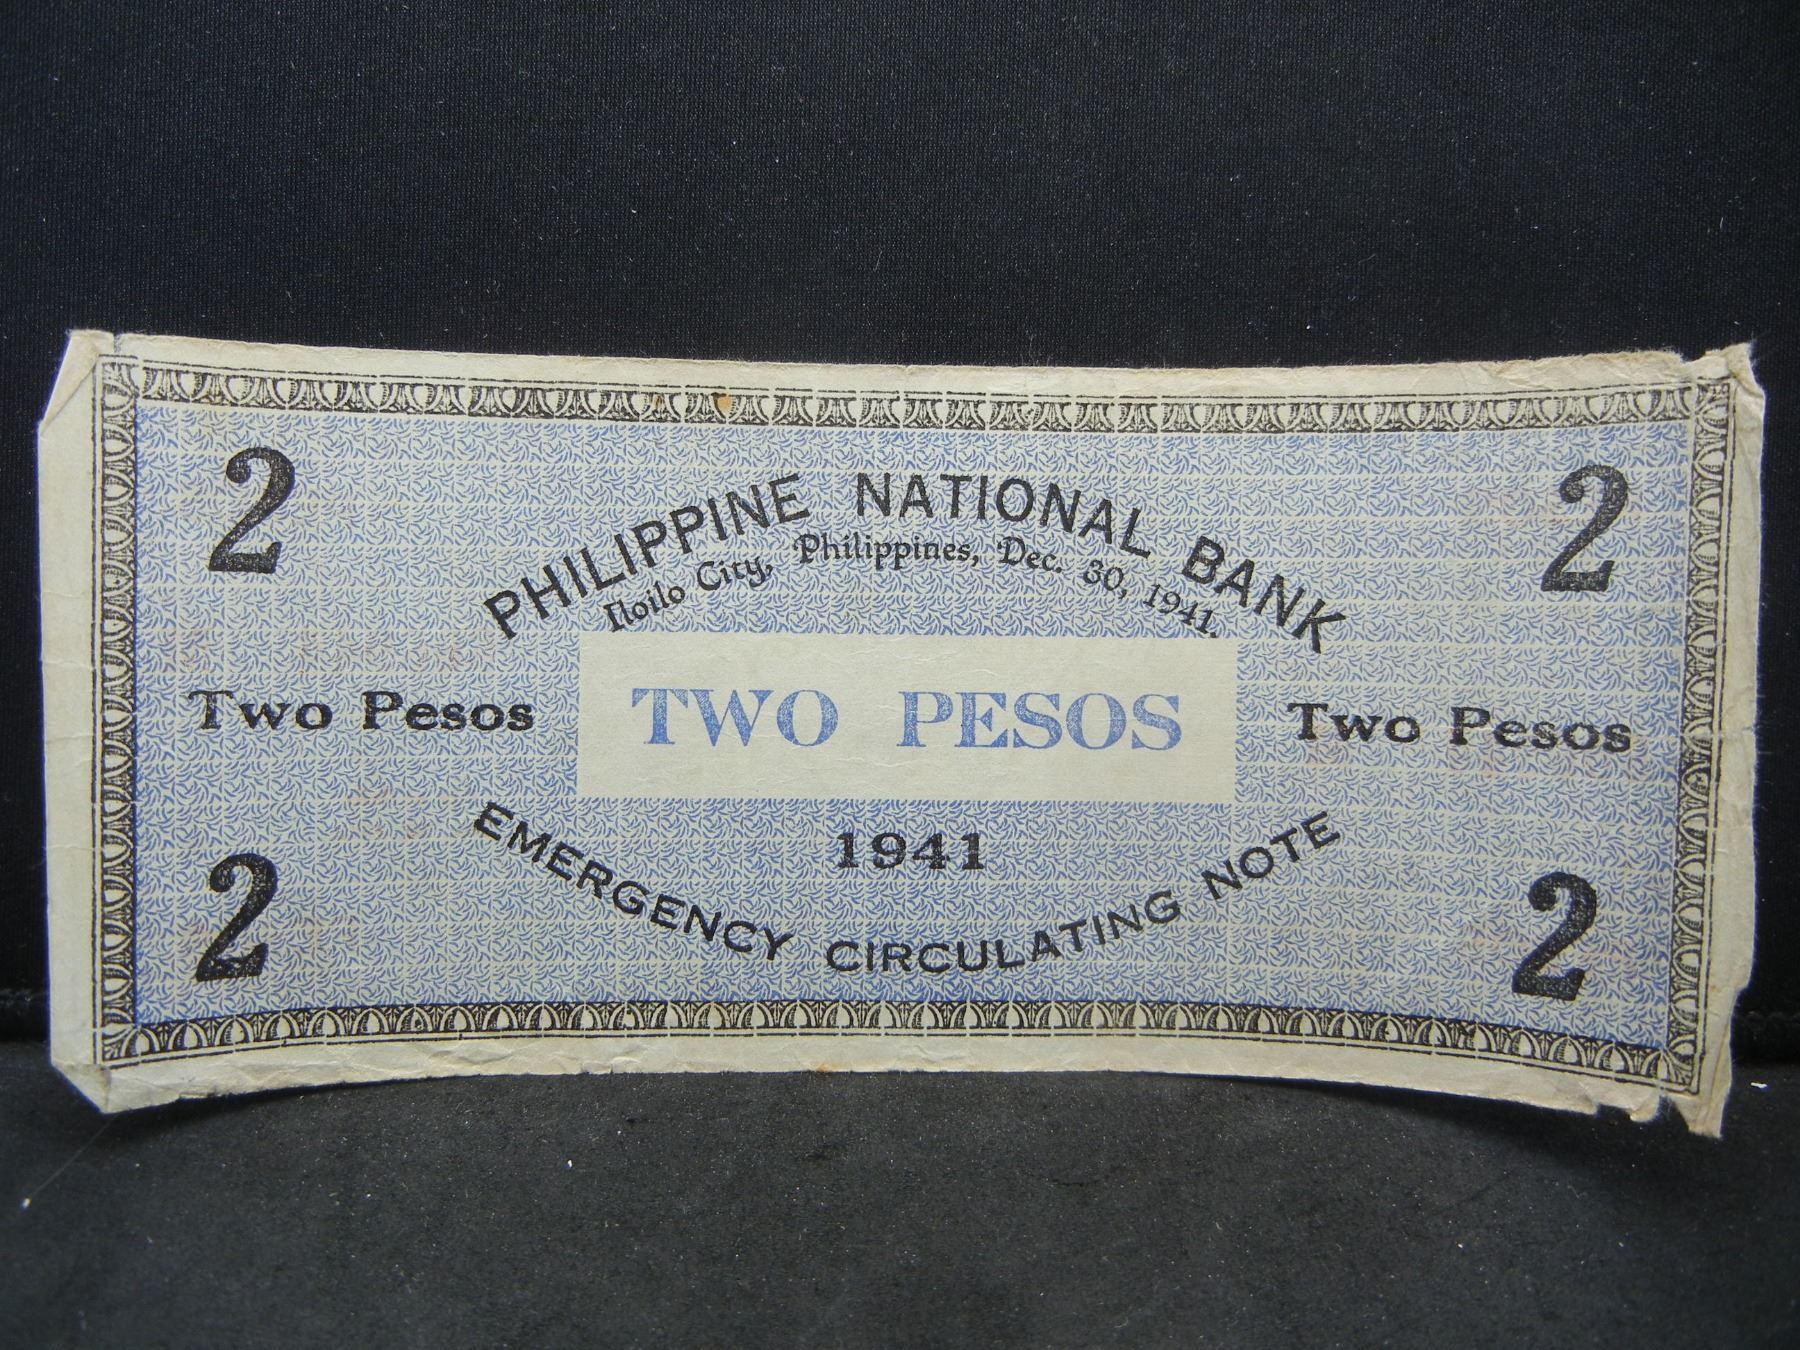 2 2
PHILIPPINE NATIONAL BANK
Iloilo City, Philippines, Dec. 30, 1941.
Two Pesos TWO PESOS Two Pesos
1941
EMERGENCY CIRCULATING NOTE
2 2